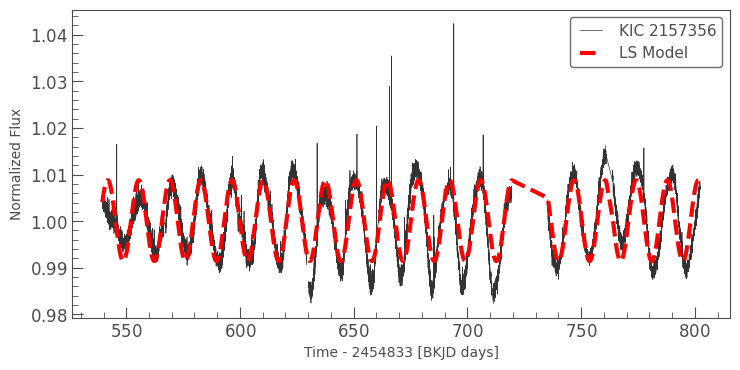 1.04
1.03
1.02
1.01
1.00
0.99
0.98
Normalized Flux
KIC 2157356
LS Model
550 600 650 700 750 800
Time - 2454833 [BKJD days]